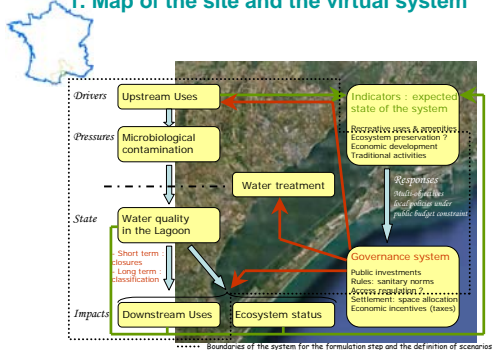 1. Map of the site and the virtual system
Drivers
Upstream Uses
Pressures
Microbiological
contamination
Water treatment
State
Water quality
in the Lagoon
- Short term :
closures
- Long term :
classification
Impacts
Downstream Uses
Ecosystem status
Indicators : expected
state of the system
Recreative uses & amenities
Ecosystem preservation ?
Economic development
Traditional activities
Responses
Multi-objectives
local policies under
public budget constraint
Governance system
Public investments
Rules: sanitary norms
Access regulation ?
Settlement: space allocation
Economic incentives (taxes)
Boundaries of the system for the formulation step and the definition of scenarios